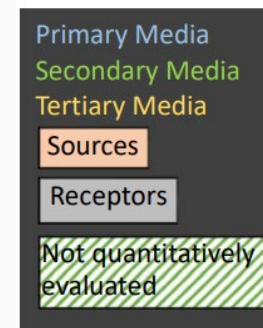 Primary Media
Secondary Media
Tertiary Media
Sources
Receptors
Not quantitatively
evaluated